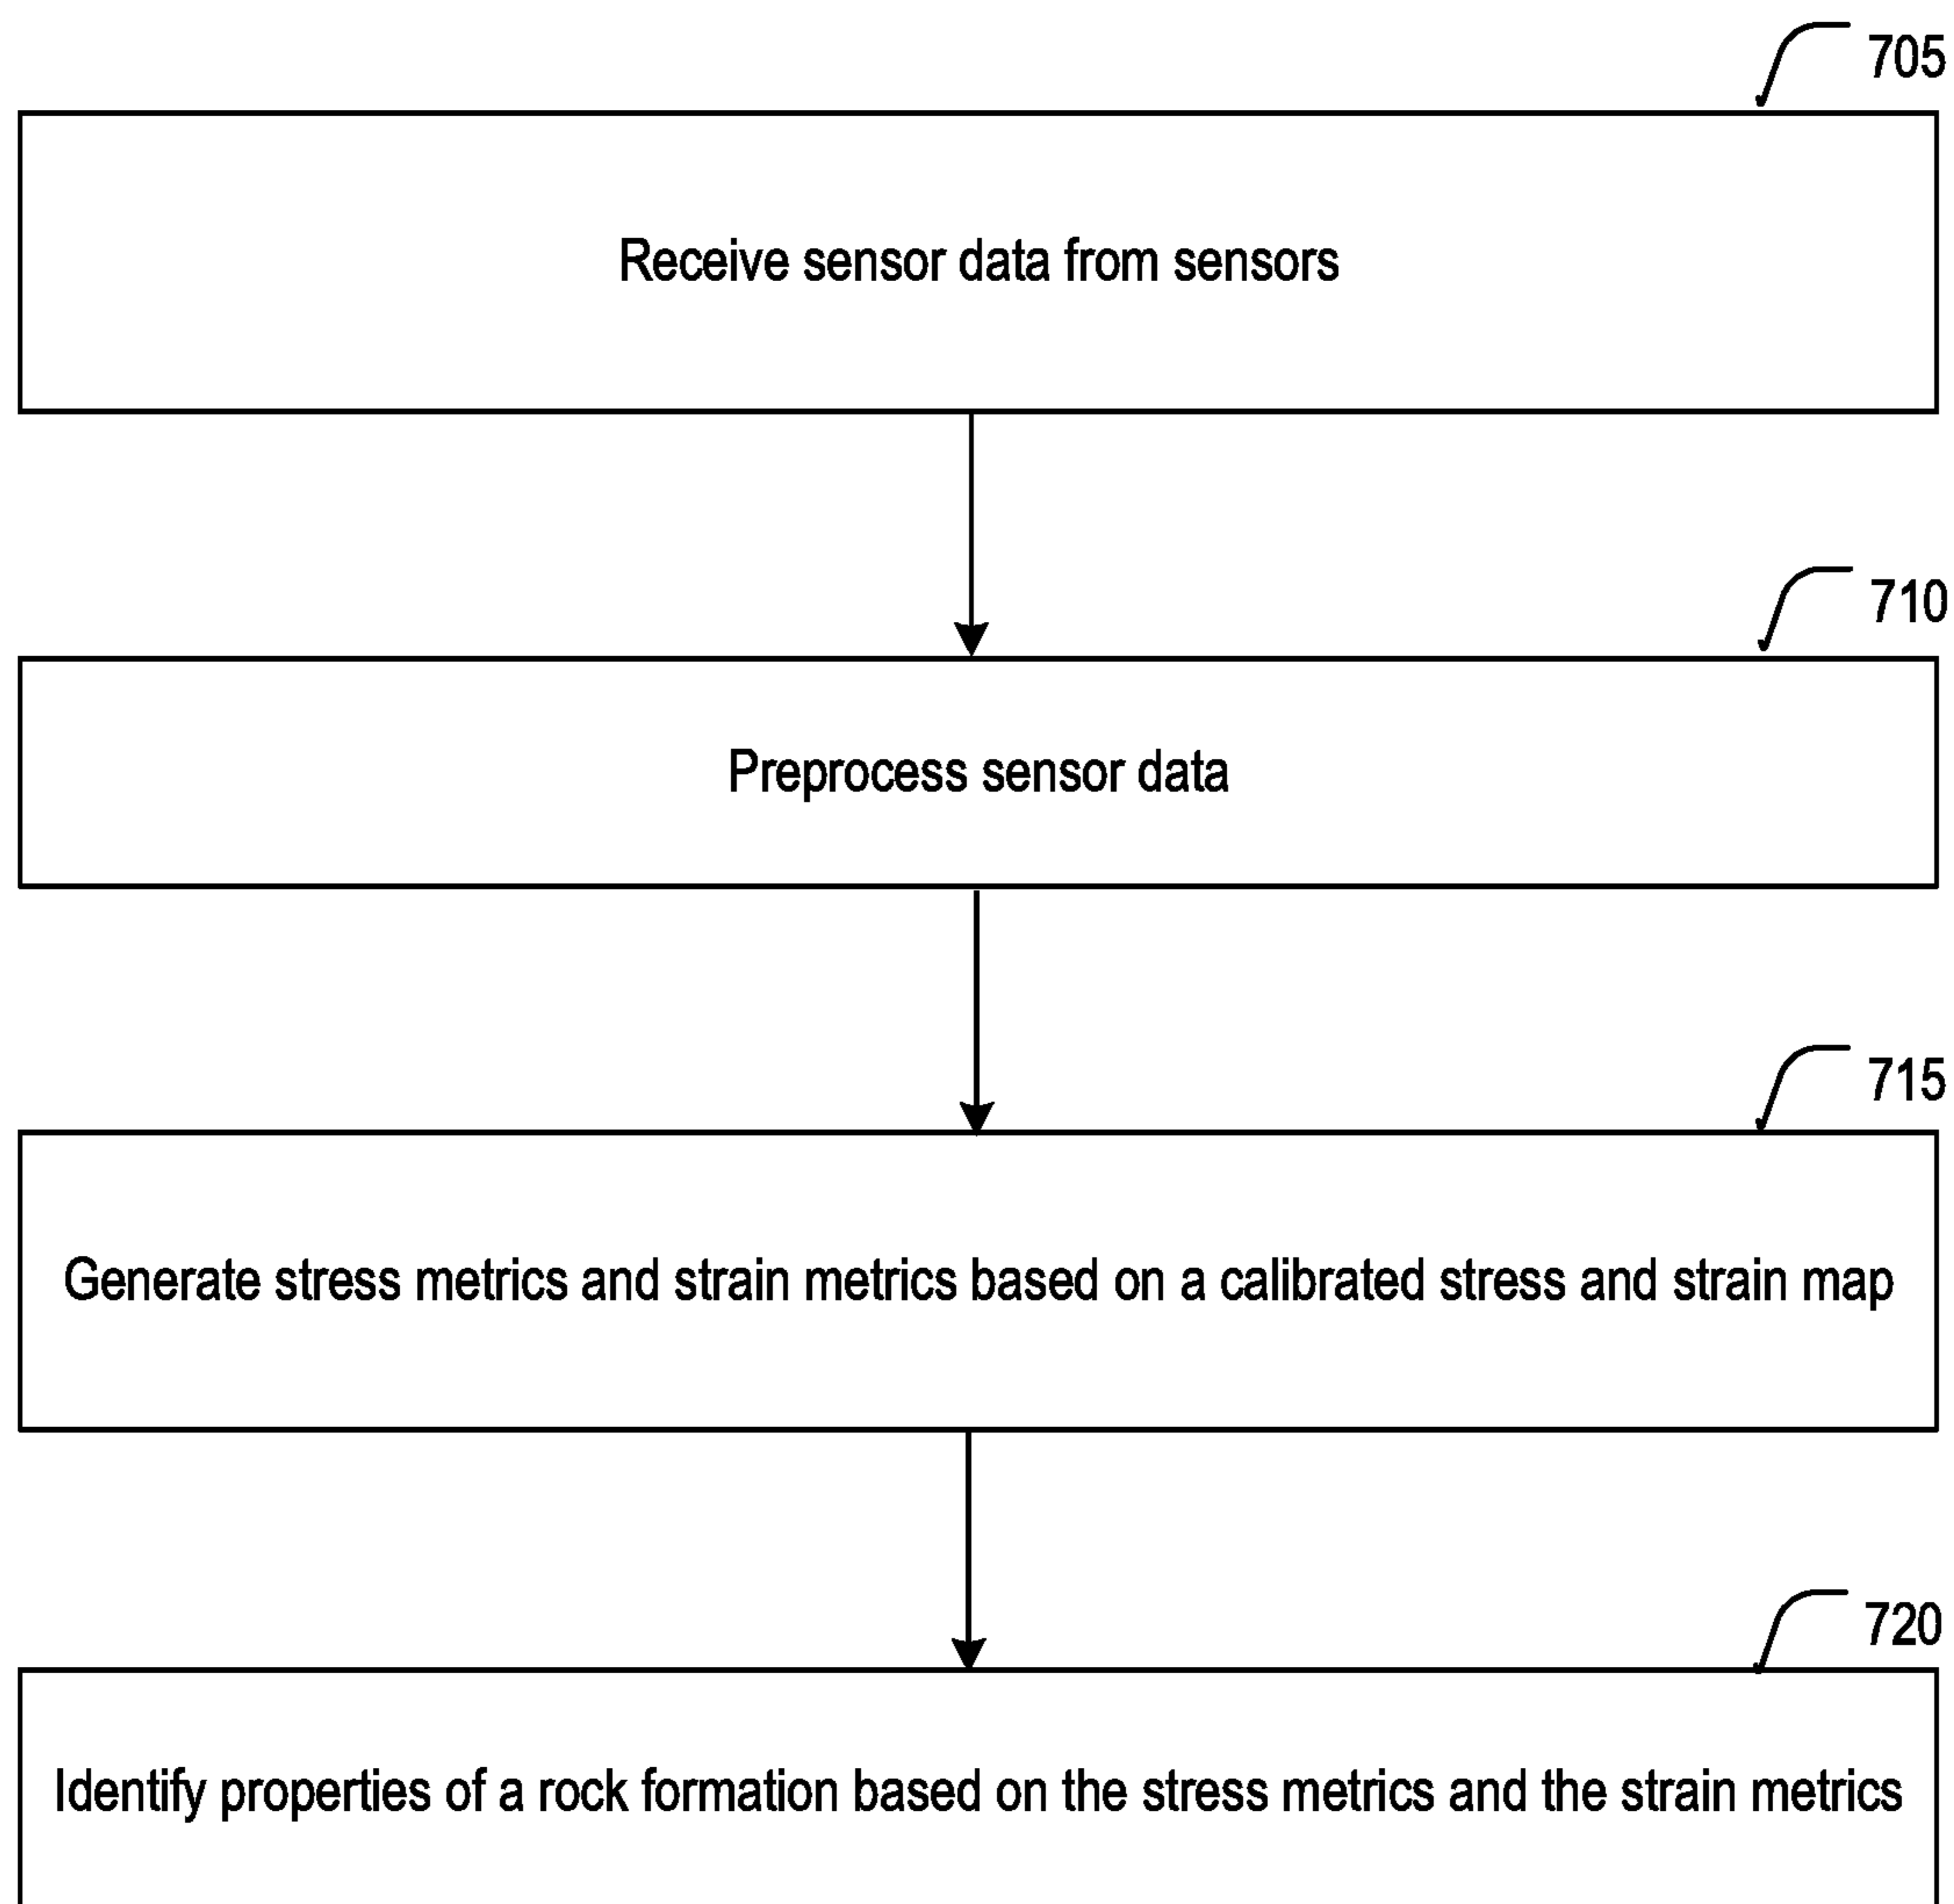 705
Receive sensor data from sensors
710
Preprocess sensor data
715
Generate stress metrics and strain metrics based on a calibrated stress and strain map
720
Identify properties of a rock formation based on the stress metrics and the strain metrics